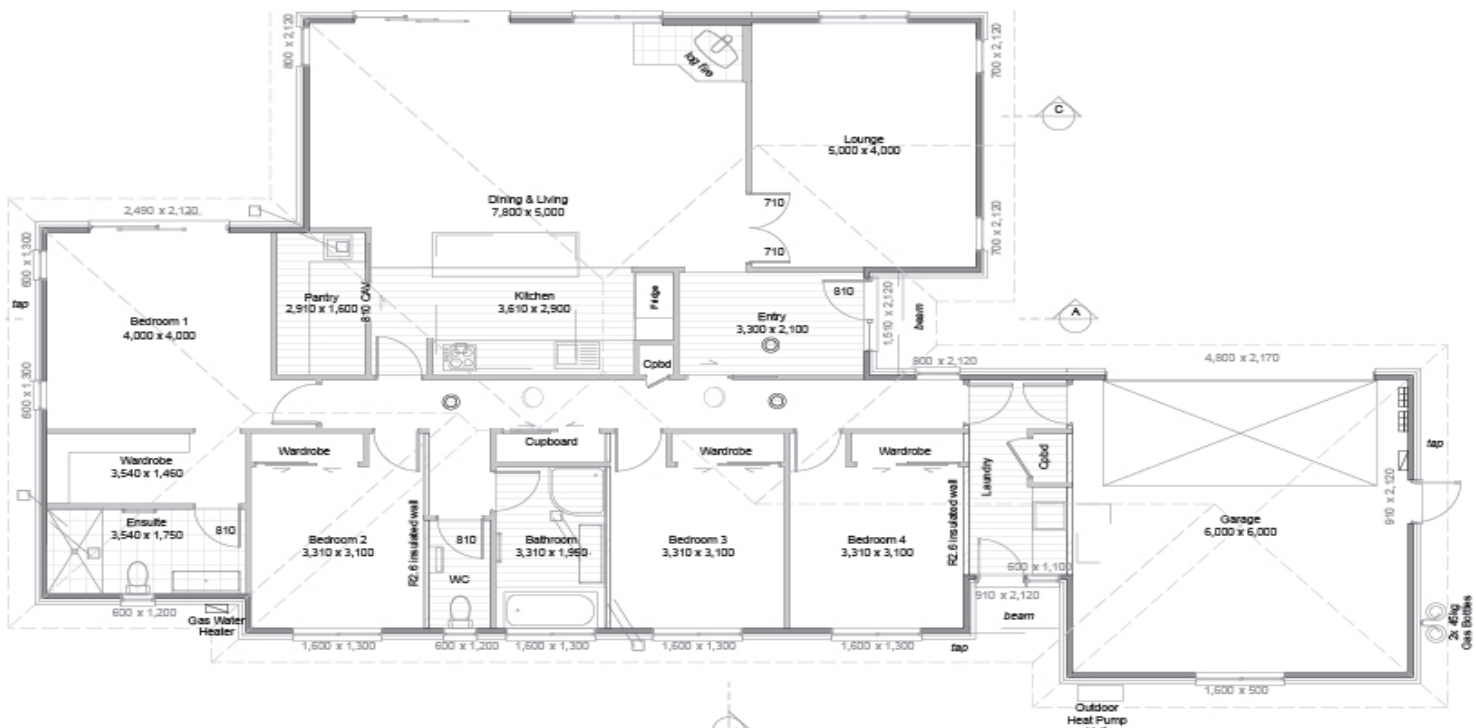 800 x 2,120
log fire
700 x 2,120
C
Lounge
5,000 x 4,000
Dining & Living
7,800 x 5,000
710
710
700 x 2,120
2,490 x 2,120
600 x 1,300
tap
Bedroom 1
4,000 x 4,000
600 x 1,300
Pantry
2,910 x 1,600
810 CAV
Kitchen
3,610 x 2,900
Fridge
Cpbd
Entry
3,300 x 2,100
810
1,510 x 2,120
beam
A
800 x 2,120
4,800 x 2,170
Wardrobe
3,540 x 1,460
Wardrobe
Cupboard
Wardrobe
Wardrobe
Laundry
Cpbd
tap
910 x 2,120
Ensuite
3,540 x 1,750
810
Bedroom 2
3,310 x 3,100
R2.6 insulated wall
810
WC
Bathroom
3,310 x 1,950
Bedroom 3
3,310 x 3,100
Bedroom 4
3,310 x 3,100
R2.6 insulated wall
Garage
6,000 x 6,000
600 x 1,100
910 x 2,120
beam
600 x 1,200
Gas Water
Heater
1,600 x 1,300
600 x 1,200
1,600 x 1,300
1,600 x 1,300
1,600 x 1,300
tap
2x 45kg
Gas Bottles
1,600 x 500
Outdoor
Heat Pump